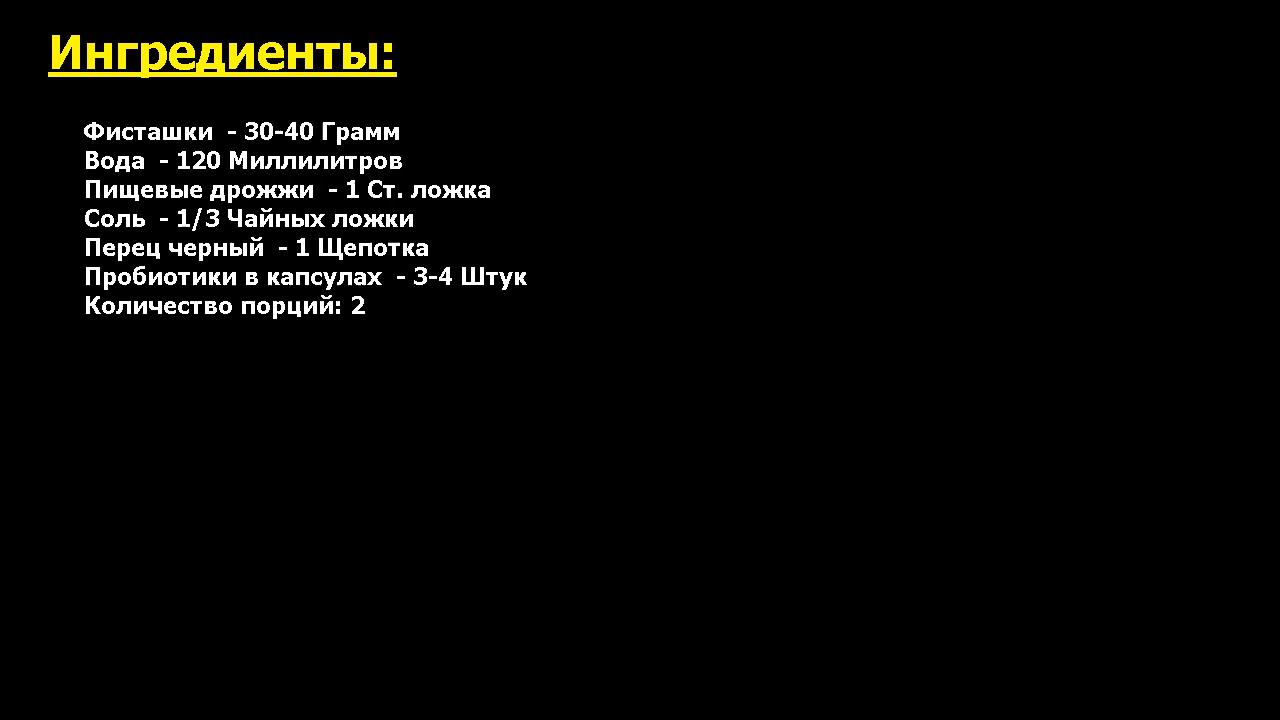 Ингредиенты:
Фисташки  - 30-40 Грамм
Вода  - 120 Миллилитров
Пищевые дрожжи  - 1 Ст. ложка
Соль  - 1/3 Чайных ложки
Перец черный  - 1 Щепотка
Пробиотики в капсулах  - 3-4 Штук
Количество порций: 2